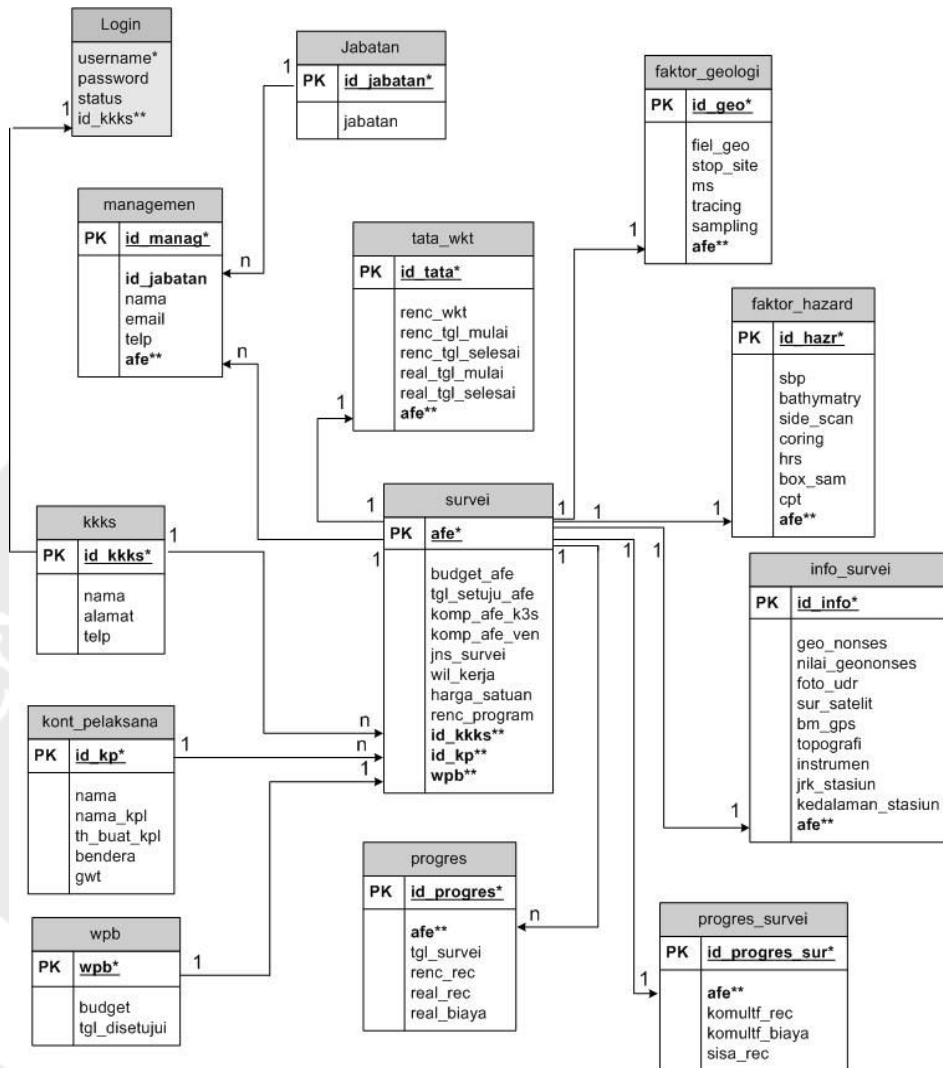 Login
username*
password
status
id_kkks**
1
Jabatan
PK id_jabatan*
jabatan
1
faktor_geologi
PK id_geo*
fiel_geo
stop_site
ms
tracing
sampling
afe**
1
managemen
PK id_manag*
id_jabatan
nama
email
telp
afe**
n
n
tata_wkt
PK id_tata*
renc_wkt
renc_tgl_mulai
renc_tgl_selesai
real_tgl_mulai
real_tgl_selesai
afe**
1
faktor_hazard
PK id_hazr*
sbp
bathymatry
side_scan
coring
hrs
box_sam
cpt
afe**
1
survei
PK afe*
budget_afe
tgl_setuju_afe
komp_afe_k3s
komp_afe_ven
jns_survei
wil_kerja
harga_satuan
renc_program
id_kkks**
id_kp**
wpb**
1
1
1
1
1
1
1
n
n
1
kkks
PK id_kkks*
nama
alamat
telp
1
info_survei
PK id_info*
geo_nonses
nilai_geononses
foto_udr
sur_satelit
bm_gps
topografi
instrumen
jrk_stasiun
kedalaman_stasiun
afe**
1
kont_pelaksana
PK id_kp*
nama
nama_kpl
th_buat_kpl
bendera
gwt
1
progres
PK id_progres*
afe**
tgl_survei
renc_rec
real_rec
real_biaya
n
progres_survei
PK id_progres_sur*
afe**
komultf_rec
komultf_biaya
sisa_rec
1
wpb
PK wpb*
budget
tgl_disetujui
1